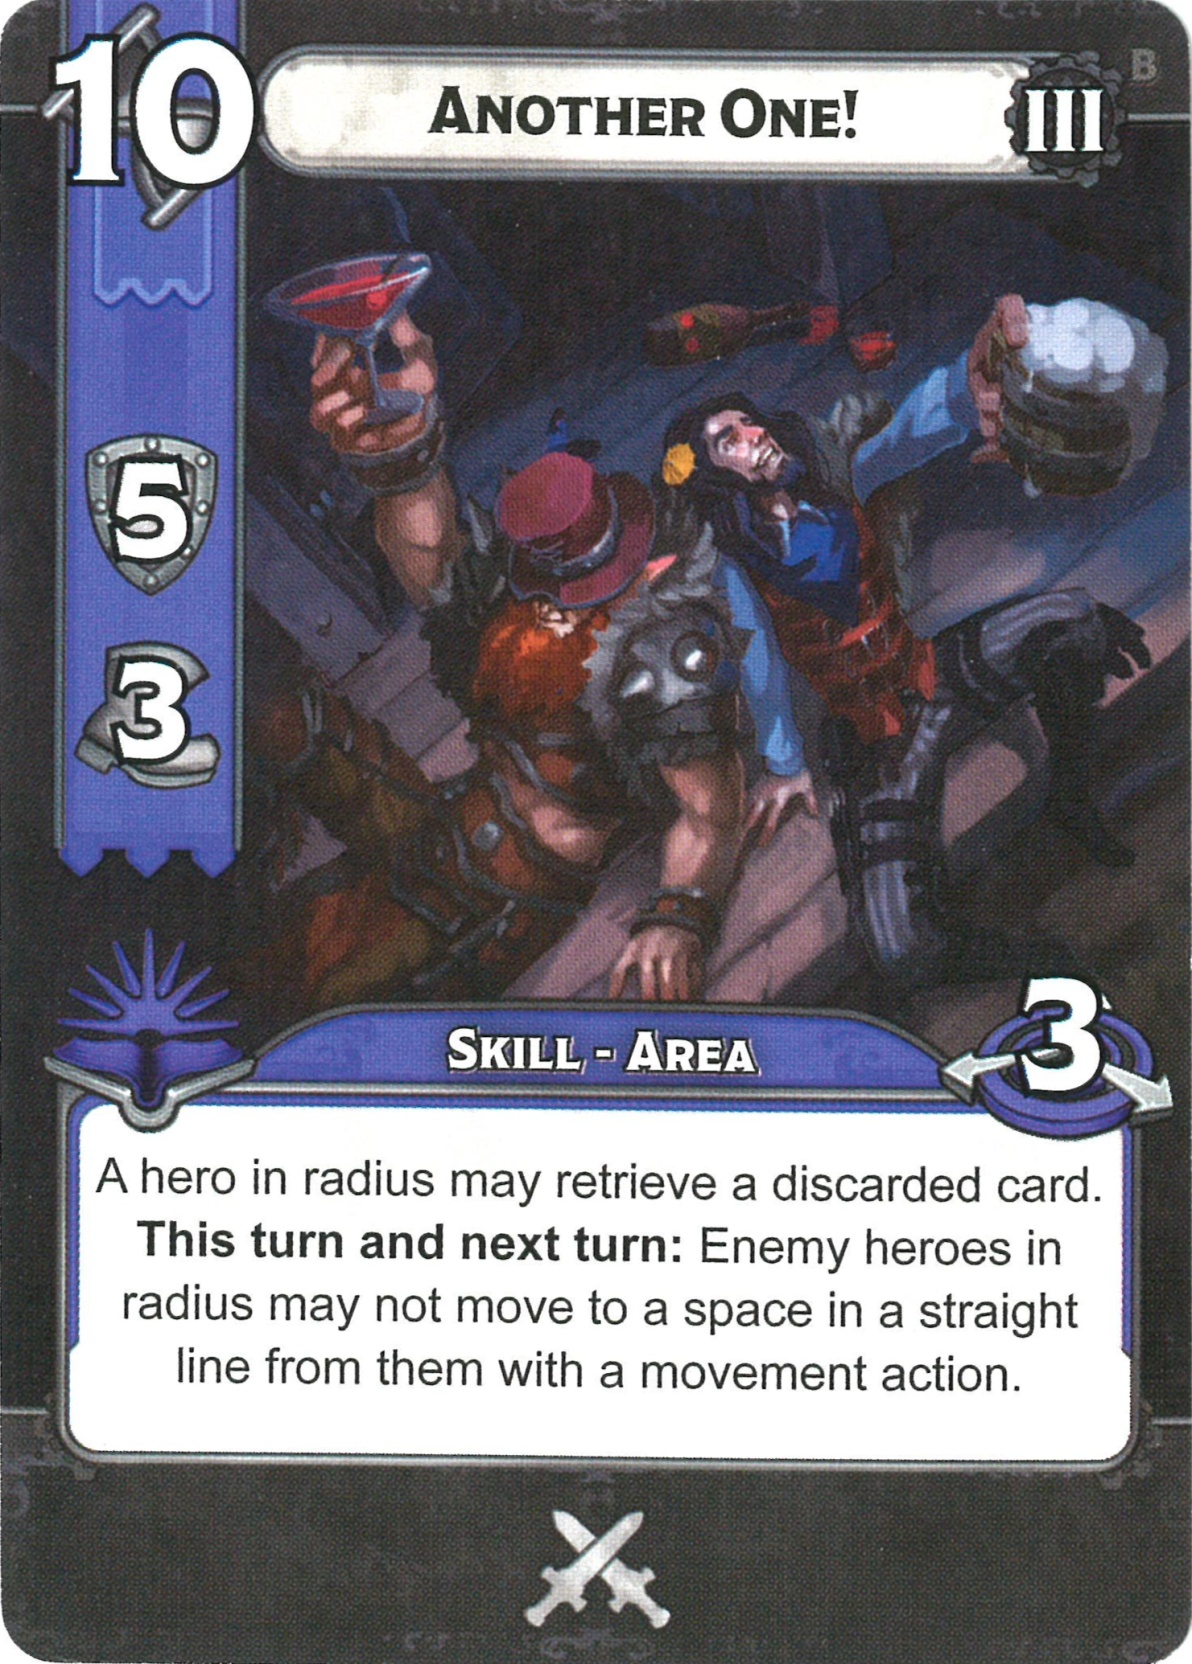 10
ANOTHER ONE!
III
B
5
3
SKILL - AREA
3
A hero in radius may retrieve a discarded card.
This turn and next turn: Enemy heroes in
radius may not move to a space in a straight
line from them with a movement action.